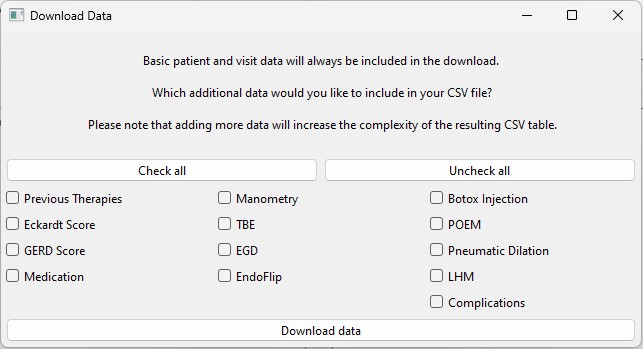 Download Data
Basic patient and visit data will always be included in the download.
Which additional data would you like to include in your CSV file?
Please note that adding more data will increase the complexity of the resulting CSV table.
Check all
Uncheck all
Previous Therapies
Manometry
Botox Injection
Eckardt Score
TBE
POEM
GERD Score
EGD
Pneumatic Dilation
Medication
EndoFlip
LHM
Complications
Download data